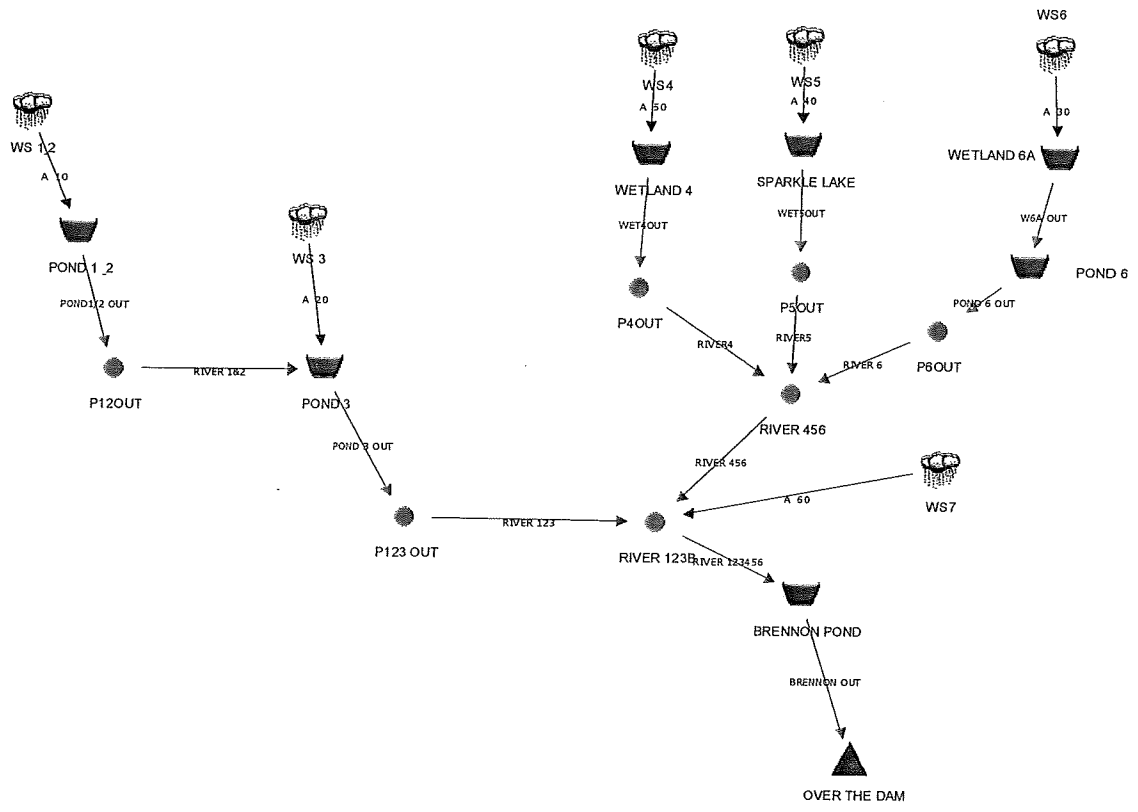 WS6
WS4
WS5
A 50
A 40
A 30
WS 1_2
WETLAND 4
SPARKLE LAKE
WETLAND 6A
A 10
WET4OUT
WET5OUT
W6A OUT
WS 3
POND 1_2
POND 6
POND1/2 OUT
A 20
P4OUT
P5OUT
POND 6 OUT
RIVER4
RIVER5
RIVER 6
P6OUT
RIVER 1&2
P12OUT
POND 3
RIVER 456
POND 3 OUT
RIVER 456
A 60
WS7
RIVER 123
P123 OUT
RIVER 123B
RIVER 123456
BRENNON POND
BRENNON OUT
OVER THE DAM